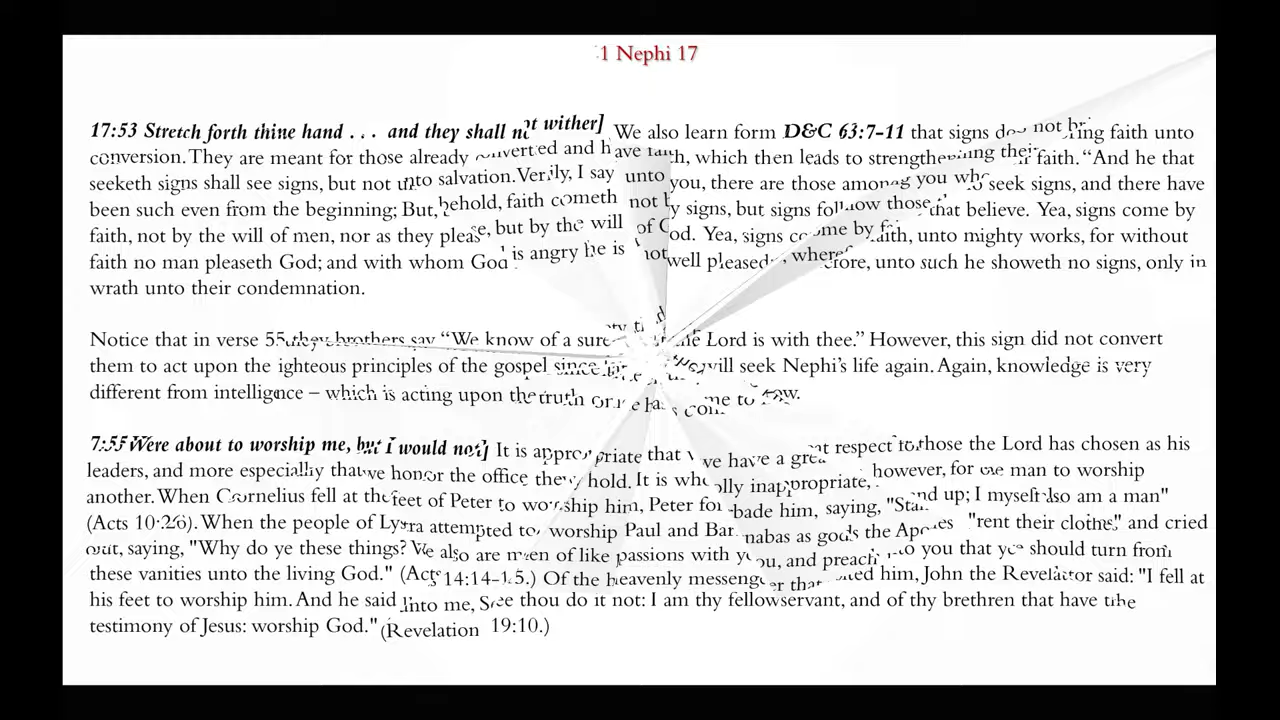 1 Nephi 17
17:53 Stretch forth thine hand . . . and they shall not wither] We also learn form D&C 63:7-11 that signs do not bring faith unto
conversion. They are meant for those already converted and have faith, which then leads to strengthening their faith. “And he that
seeketh signs shall see signs, but not unto salvation. Verily, I say unto you, there are those among you who seek signs, and there have
been such even from the beginning; But, behold, faith cometh not by signs, but signs follow those that believe. Yea, signs come by
faith, not by the will of men, nor as they please, but by the will of God. Yea, signs come by faith, unto mighty works, for without
faith no man pleaseth God; and with whom God is angry he is not well pleased; wherefore, unto such he showeth no signs, only in
wrath unto their condemnation.
Notice that in verse 55 they brothers say “We know of a surety that the Lord is with thee.” However, this sign did not convert
them to act upon the ighteous principles of the gospel since they will seek Nephi’s life again. Again, knowledge is very
different from intelligence – which is acting upon the truth one has come to know.
7:55 Were about to worship me, but I would not] It is appropriate that we have a great respect to those the Lord has chosen as his
leaders, and more especially that we honor the office they hold. It is wholly inappropriate, however, for one man to worship
another. When Cornelius fell at the feet of Peter to worship him, Peter forbade him, saying, "Stand up; I myself also am a man"
(Acts 10:26). When the people of Lystra attempted to worship Paul and Barnabas as gods the Apostles "rent their clothes," and cried
out, saying, "Why do ye these things? We also are men of like passions with you, and preach unto you that ye should turn from
these vanities unto the living God." (Acts 14:14-15.) Of the heavenly messenger that visited him, John the Revelator said: "I fell at
his feet to worship him. And he said unto me, See thou do it not: I am thy fellowservant, and of thy brethren that have the
testimony of Jesus: worship God." (Revelation 19:10.)